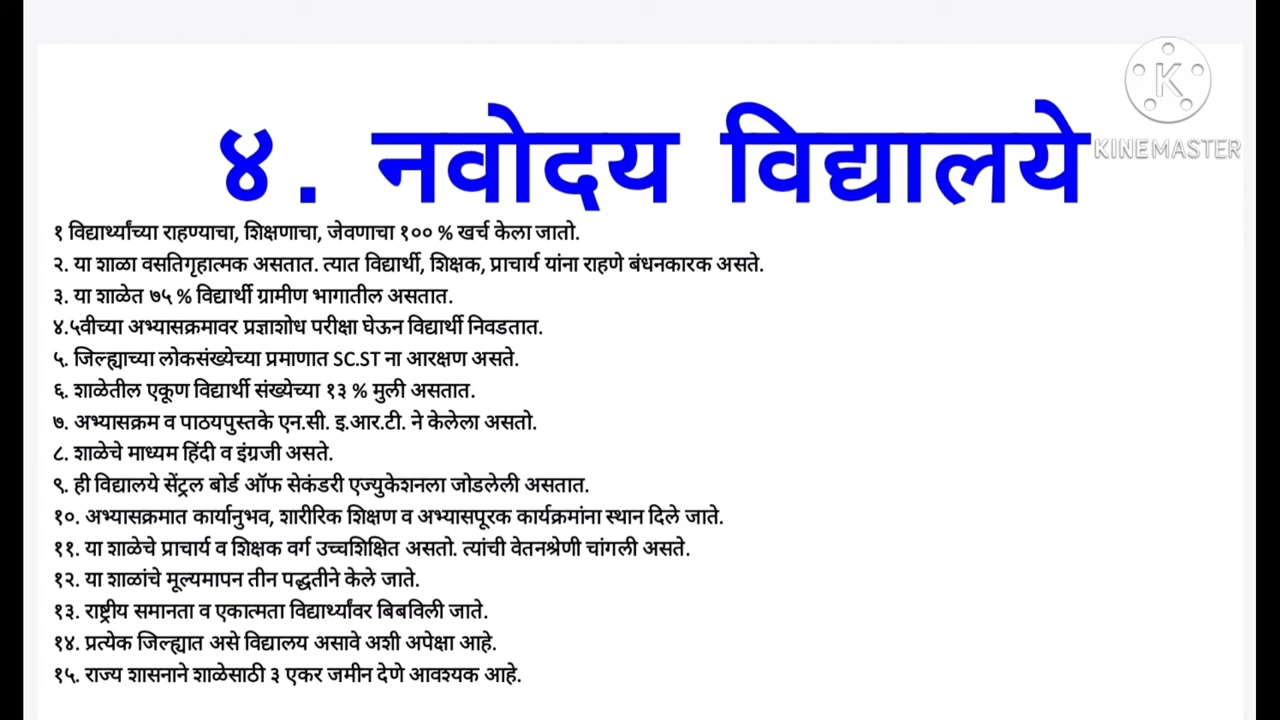 ४. नवोदय विद्यालये
KINEMASTER
१ विद्यार्थ्यांच्या राहण्याचा, शिक्षणाचा, जेवणाचा १०० % खर्च केला जातो.
२. या शाळा वसतिगृहात्मक असतात. त्यात विद्यार्थी, शिक्षक, प्राचार्य यांना राहणे बंधनकारक असते.
३. या शाळेत ७५ % विद्यार्थी ग्रामीण भागातील असतात.
४.५वीच्या अभ्यासक्रमावर प्रज्ञाशोध परीक्षा घेऊन विद्यार्थी निवडतात.
५. जिल्ह्याच्या लोकसंख्येच्या प्रमाणात SC.ST ना आरक्षण असते.
६. शाळेतील एकूण विद्यार्थी संख्येच्या १३ % मुली असतात.
७. अभ्यासक्रम व पाठयपुस्तके एन.सी. इ.आर.टी. ने केलेला असतो.
८. शाळेचे माध्यम हिंदी व इंग्रजी असते.
९. ही विद्यालये सेंट्रल बोर्ड ऑफ सेकंडरी एज्युकेशनला जोडलेली असतात.
१०. अभ्यासक्रमात कार्यानुभव, शारीरिक शिक्षण व अभ्यासपूरक कार्यक्रमांना स्थान दिले जाते.
११. या शाळेचे प्राचार्य व शिक्षक वर्ग उच्चशिक्षित असतो. त्यांची वेतनश्रेणी चांगली असते.
१२. या शाळांचे मूल्यमापन तीन पद्धतीने केले जाते.
१३. राष्ट्रीय समानता व एकात्मता विद्यार्थ्यांवर बिबविली जाते.
१४. प्रत्येक जिल्ह्यात असे विद्यालय असावे अशी अपेक्षा आहे.
१५. राज्य शासनाने शाळेसाठी ३ एकर जमीन देणे आवश्यक आहे.